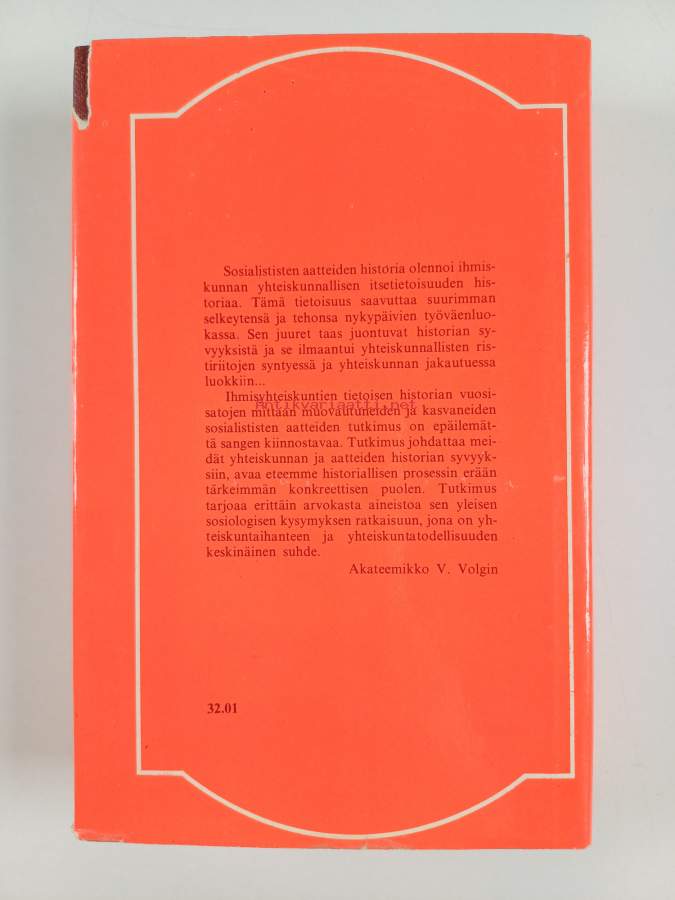 Sosialististen aatteiden historia olennoi ihmis-
kunnan yhteiskunnallisen itsetietoisuuden his-
toriaa. Tämä tietoisuus saavuttaa suurimman
selkeytensä ja tehonsa nykypäivien työväenluo-
kassa. Sen juuret taas juontuvat historian sy-
vyyksistä ja se ilmaantui yhteiskunnallisten ris-
tiriitojen syntyessä ja yhteiskunnan jakautuessa
luokkiin...
Ihmisyhteiskuntien tietoisen historian vuosi-
Antikvariaatti.net
satojen mittaan muovautuneiden ja kasvaneiden
sosialististen aatteiden tutkimus on epäilemät-
tä sangen kiinnostavaa. Tutkimus johdattaa mei-
dät yhteiskunnan ja aatteiden historian syvyyk-
siin, avaa eteemme historiallisen prosessin erään
tärkeimmän konkreettisen puolen. Tutkimus
tarjoaa erittäin arvokasta aineistoa sen yleisen
sosiologisen kysymyksen ratkaisuun, jona on yh-
teiskuntaihanteen ja yhteiskuntatodellisuuden
keskinäinen suhde.
Akateemikko V. Volgin
32.01